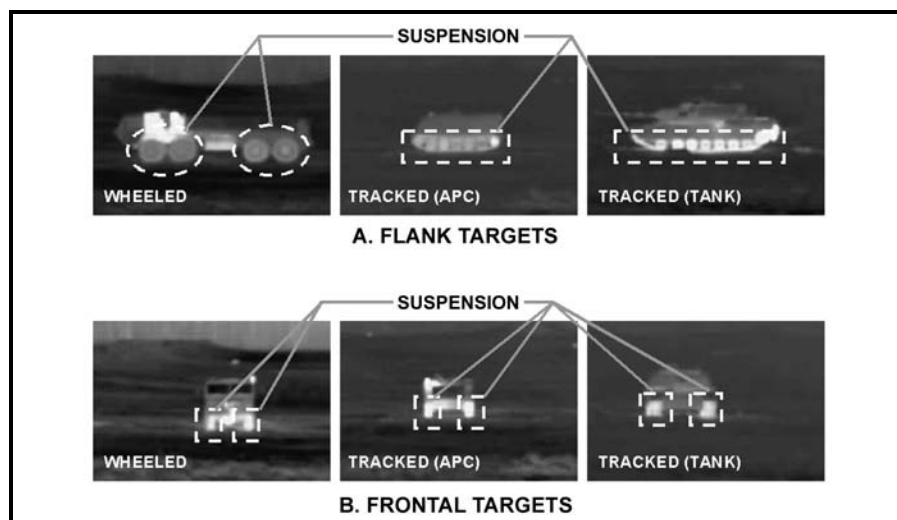 SUSPENSION
WHEELED
TRACKED (APC)
TRACKED (TANK)
A. FLANK TARGETS
SUSPENSION
WHEELED
TRACKED (APC)
TRACKED (TANK)
B. FRONTAL TARGETS